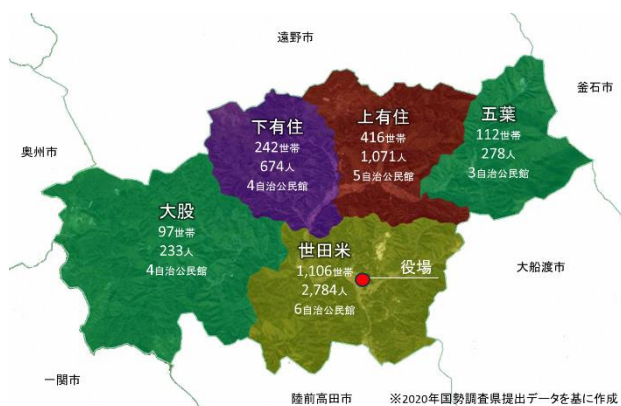 遠野市
釜石市
奥州市
下有住
242世帯
674人
4自治公民館
上有住
416世帯
1,071人
5自治公民館
五葉
112世帯
278人
3自治公民館
大股
97世帯
233人
4自治公民館
世田米
1,106世帯
2,784人
6自治公民館
役場
大船渡市
一関市
陸前高田市
※2020年国勢調査県提出データを基に作成